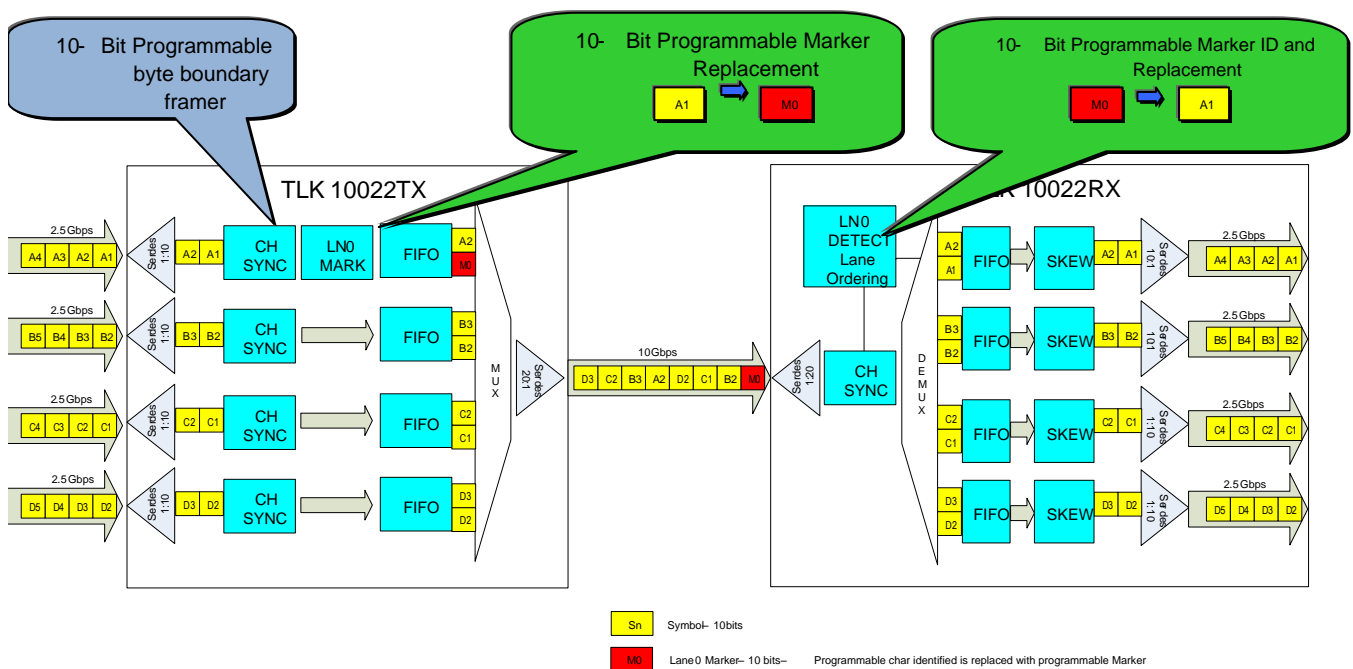 10- Bit Programmable
byte boundary
framer
10- Bit Programmable Marker
Replacement
A1
M0
10- Bit Programmable Marker ID and
Replacement
M0
A1
TLK 10022TX
10022RX
2.5Gbps
A4 A3 A2 A1
Serdes
1:10
A2 A1
CH
SYNC
LN0
MARK
FIFO
A2
M0
2.5Gbps
B5 B4 B3 B2
Serdes
1:10
B3 B2
CH
SYNC
FIFO
B3
B2
2.5Gbps
C4 C3 C2 C1
Serdes
1:10
C2 C1
CH
SYNC
FIFO
C2
C1
2.5Gbps
D5 D4 D3 D2
Serdes
1:10
D3 D2
CH
SYNC
FIFO
D3
D2
MUX
Serdes
20:1
10Gbps
D3 C2 B3 A2 D2 C1 B2 M0
Serdes
1:20
LN0
DETECT
Lane
Ordering
CH
SYNC
DEMUX
A2
A1
FIFO
SKEW
A2 A1
Serdes
10:1
2.5Gbps
A4 A3 A2 A1
B3
B2
FIFO
SKEW
B3 B2
Serdes
10:1
2.5Gbps
B5 B4 B3 B2
C2
C1
FIFO
SKEW
C2 C1
Serdes
1:10
2.5Gbps
C4 C3 C2 C1
D3
D2
FIFO
SKEW
D3 D2
Serdes
1:10
2.5Gbps
D5 D4 D3 D2
Sn Symbol– 10bits
M0 Lane0 Marker– 10 bits– Programmable char identified is replaced with programmable Marker